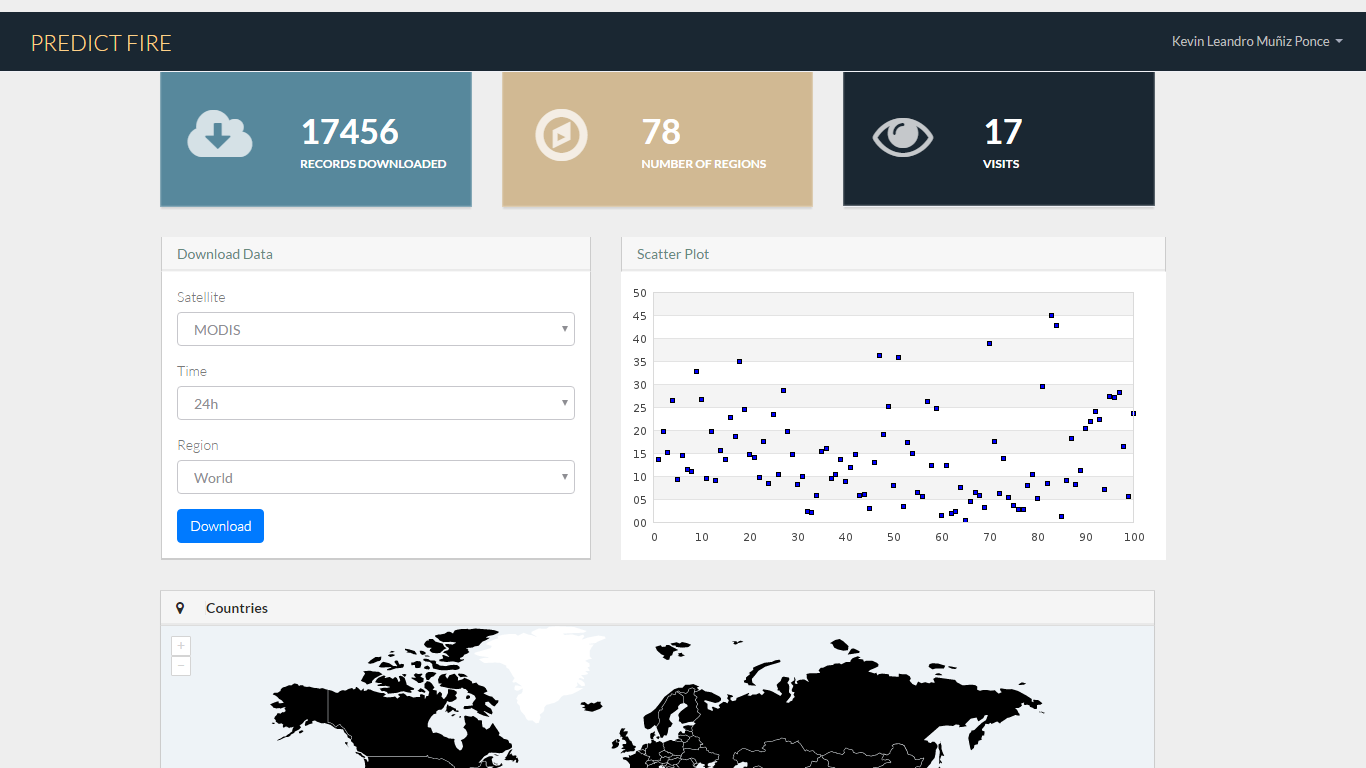 PREDICT FIRE
Kevin Leandro Muñiz Ponce
17456
RECORDS DOWNLOADED
78
NUMBER OF REGIONS
17
VISITS
Download Data
Satellite
MODIS
Time
24h
Region
World
Download
Scatter Plot
50
45
40
35
30
25
20
15
10
05
00
0 10 20 30 40 50 60 70 80 90 100
Countries
+
−